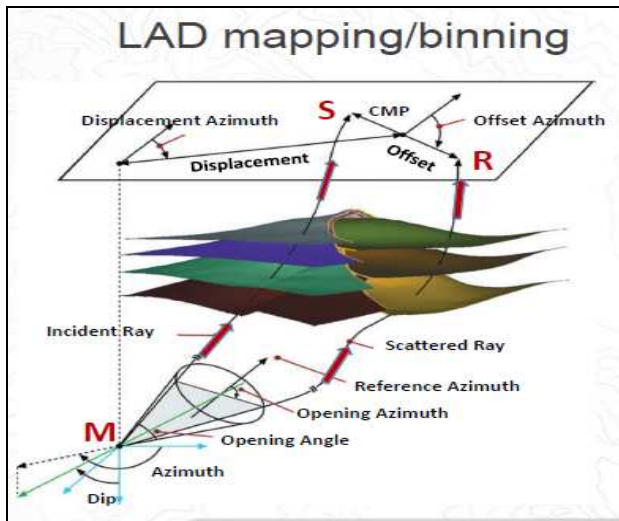 LAD mapping/binning
S
CMP
Displacement Azimuth
Offset Azimuth
Displacement
Offset
R
Incident Ray
Scattered Ray
Reference Azimuth
Opening Azimuth
M
Opening Angle
Azimuth
Dip